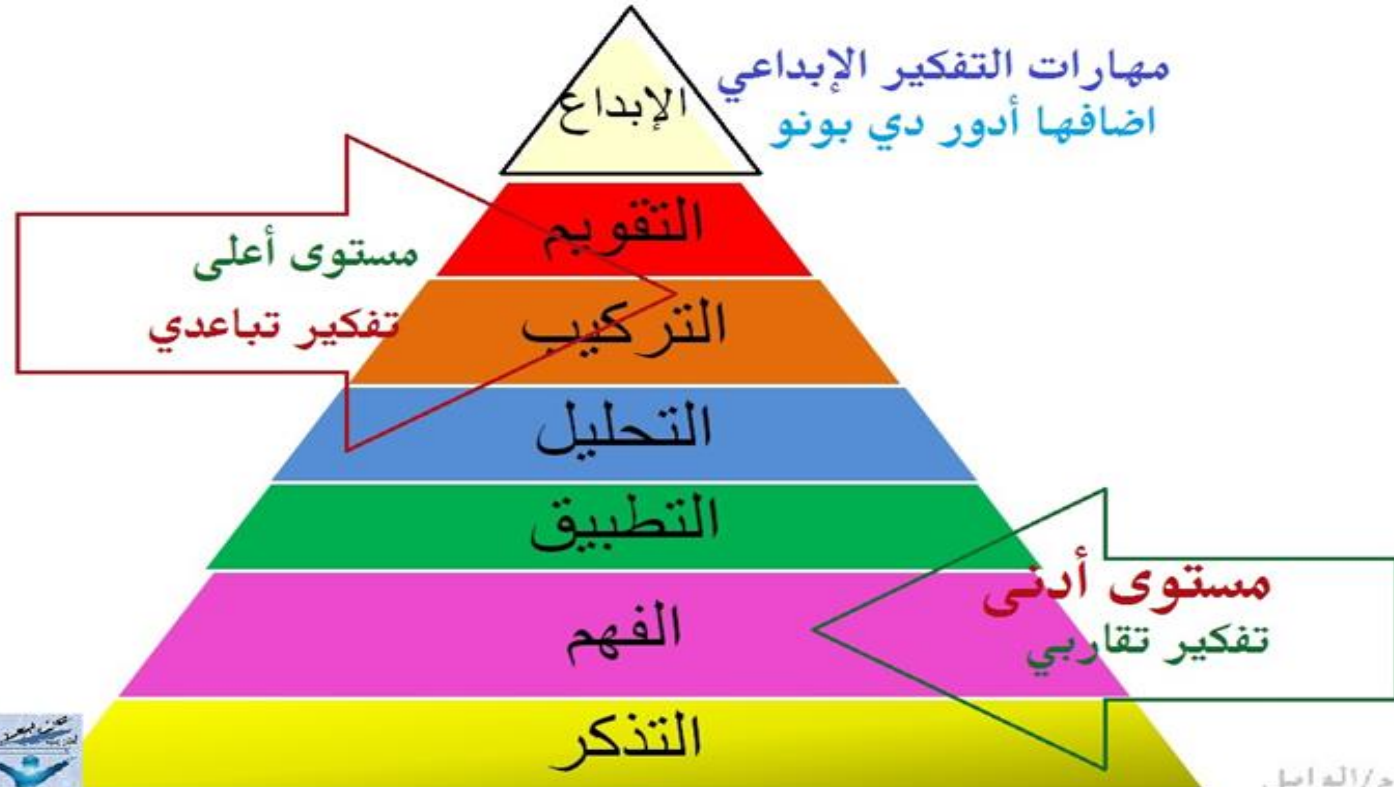 الإبداع
مهارات التفكير الإبداعي
اضافها أدور دي بونو
التقويم
مستوى أعلى
تفكير تباعدي
التركيب
التحليل
التطبيق
مستوى أدنى
تفكير تقاربي
الفهم
التذكر